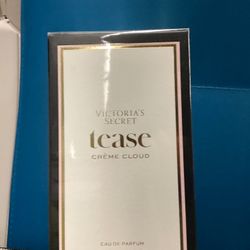 VICTORIA'S
SECRET
tease
CRÈME CLOUD
EAU DE PARFUM